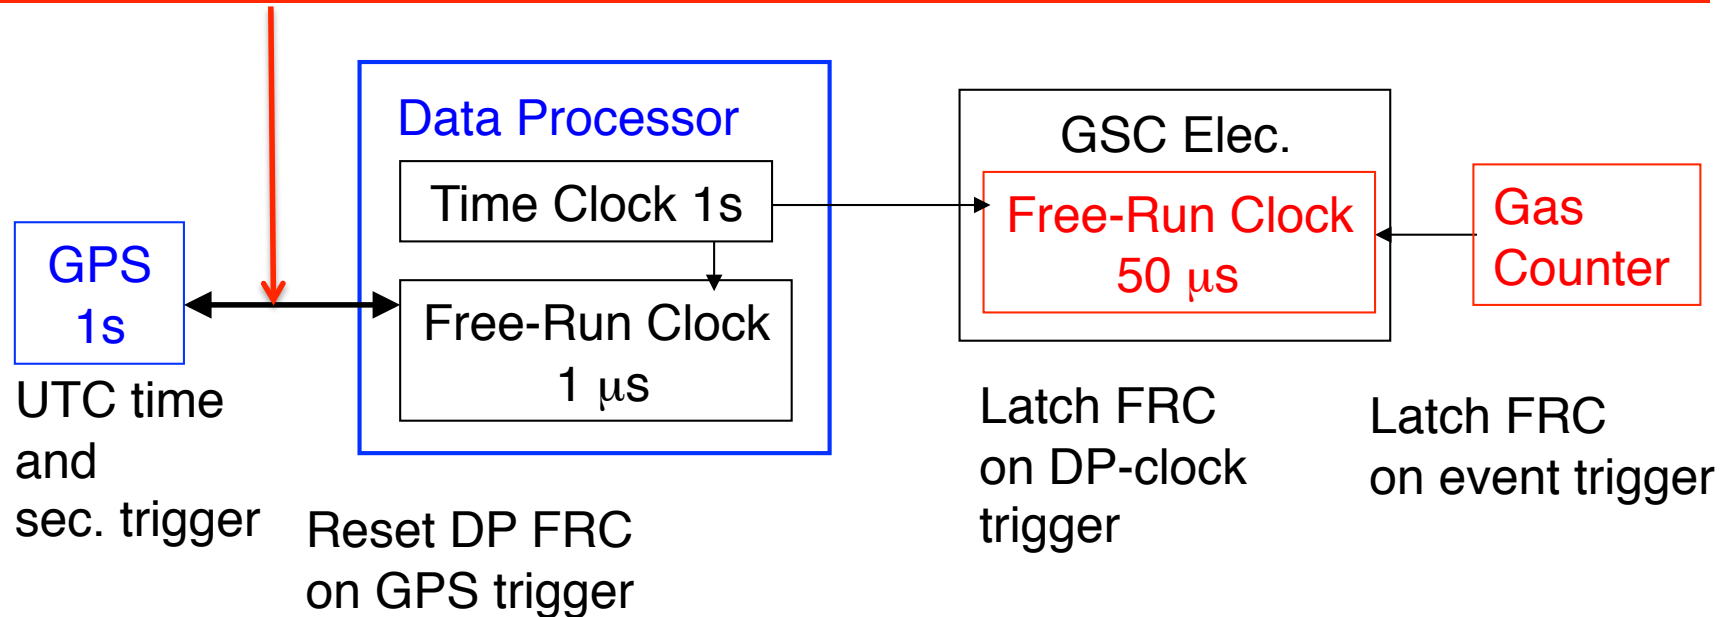 Data Processor
Time Clock 1s
Free-Run Clock
1 μs
GPS
1s
UTC time
and
sec. trigger
Reset DP FRC
on GPS trigger
GSC Elec.
Free-Run Clock
50 μs
Gas
Counter
Latch FRC
on DP-clock
trigger
Latch FRC
on event trigger